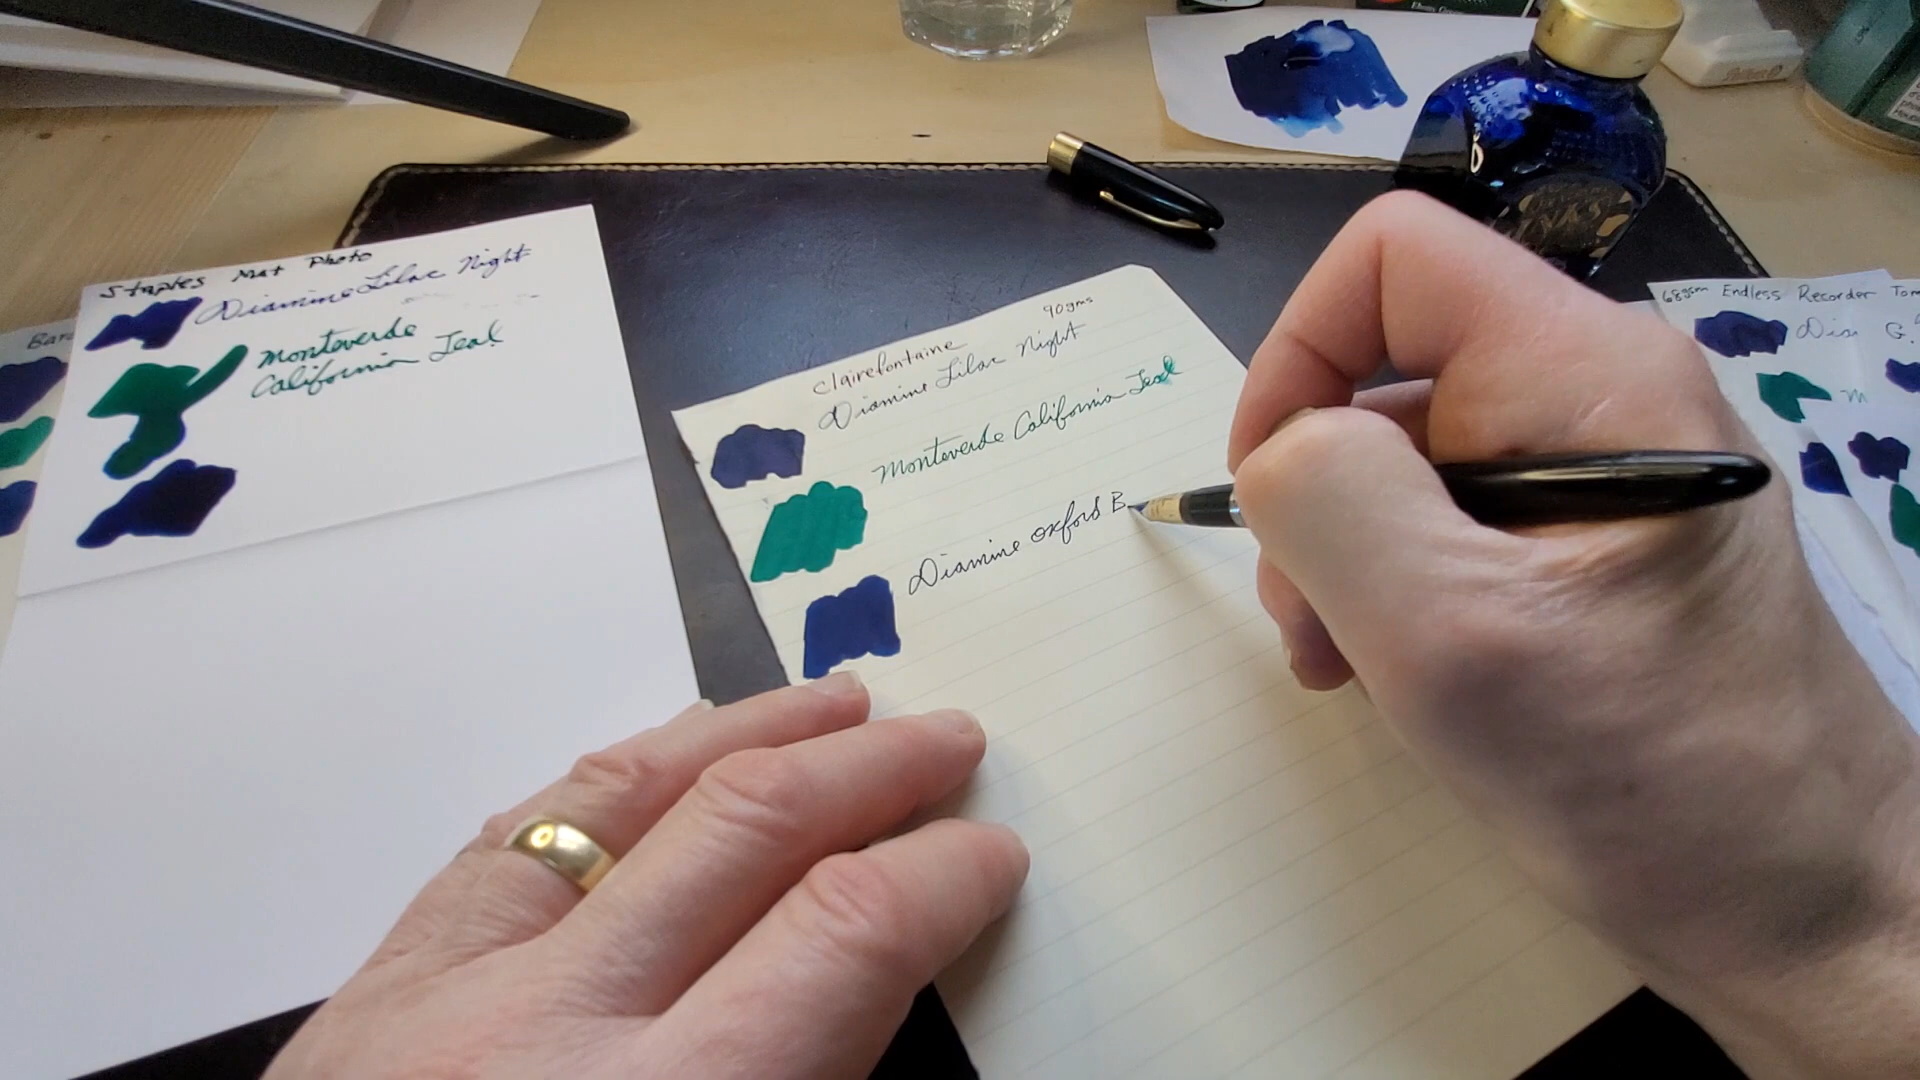 Staples Mat Photo
Diamine Lilac Night
Monteverde
California Teal
90gms
Clairefontaine
Diamine Lilac Night
Monteverde California Teal
Diamine Oxford B
68gsm Endless Recorder
INKS